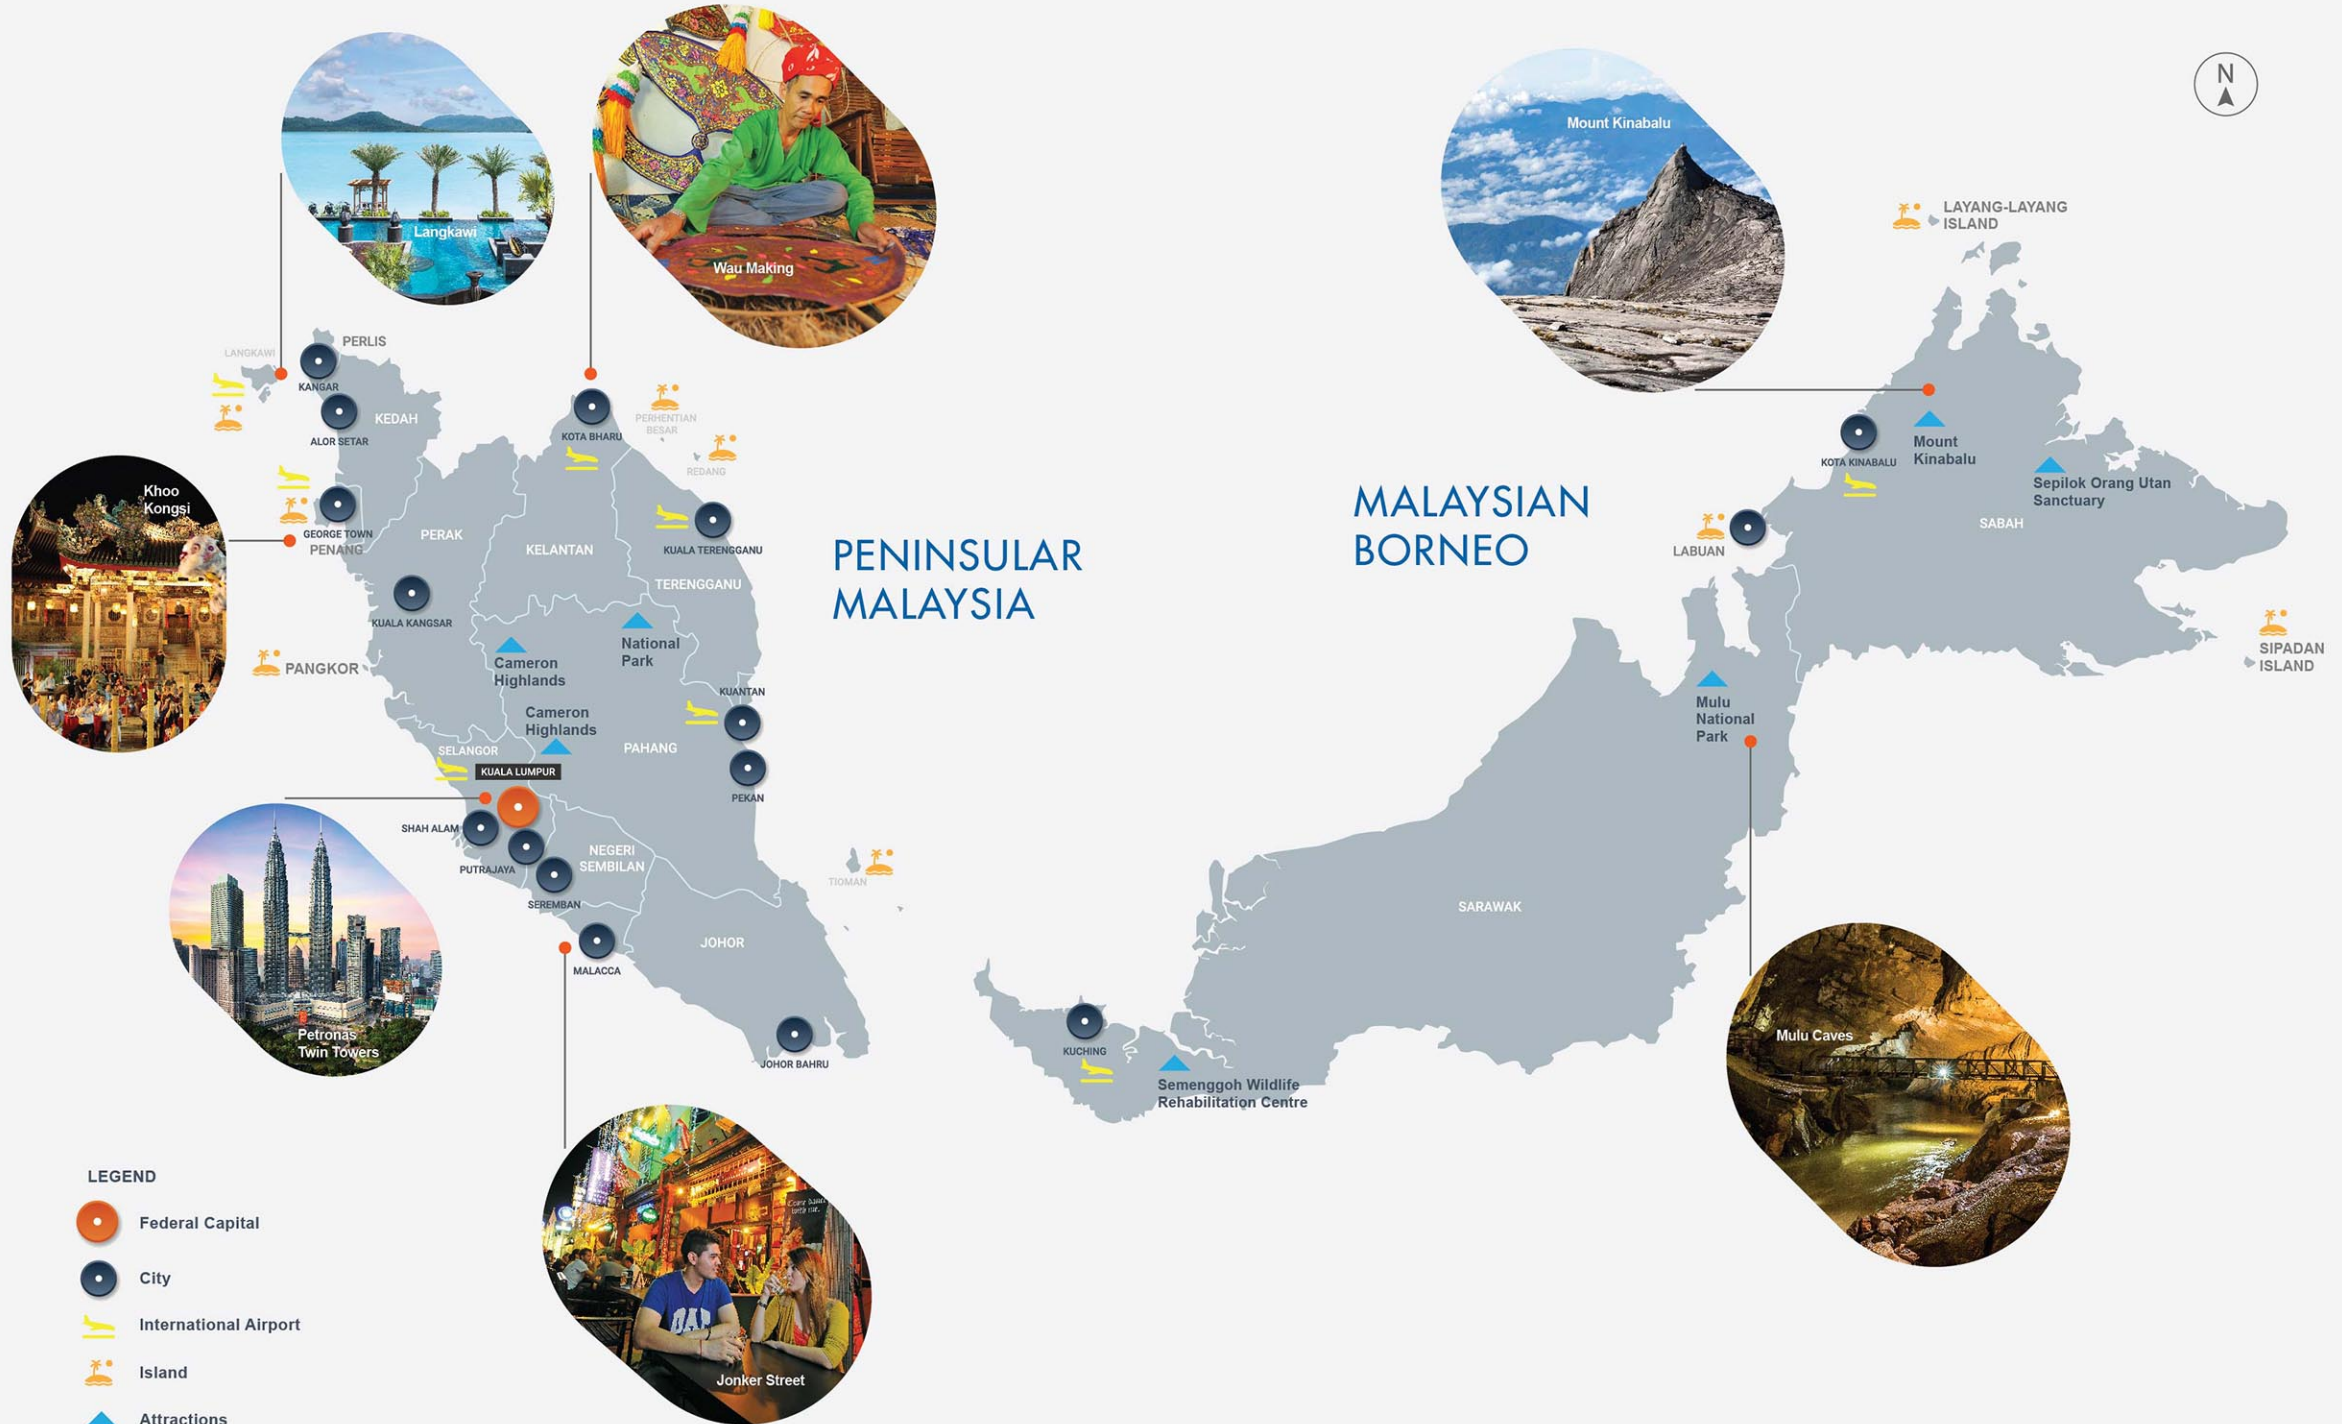 Langkawi
Wau Making
Mount Kinabalu
N
LAYANG-LAYANG
ISLAND
PERLIS
LANGKAWI
KANGAR
KEDAH
ALOR SETAR
KOTA BHARU
PERHENTIAN
BESAR
REDANG
KOTA KINABALU
Mount
Kinabalu
Sepilok Orang Utan
Sanctuary
Khoo
Kongsi
GEORGE TOWN
PENANG
PERAK
KELANTAN
KUALA TERENGGANU
TERENGGANU
PENINSULAR
MALAYSIA
MALAYSIAN
BORNEO
LABUAN
SABAH
KUALA KANGSAR
PANGKOR
Cameron
Highlands
National
Park
KUANTAN
SIPADAN
ISLAND
Cameron
Highlands
SELANGOR
PAHANG
KUALA LUMPUR
PEKAN
Mulu
National
Park
SHAH ALAM
PUTRAJAYA
NEGERI
SEMBILAN
SEREMBAN
TIOMAN
SARAWAK
JOHOR
MALACCA
JOHOR BAHRU
Petronas
Twin Towers
KUCHING
Semenggoh Wildlife
Rehabilitation Centre
Mulu Caves
Jonker Street
LEGEND
Federal Capital
City
International Airport
Island
Attractions